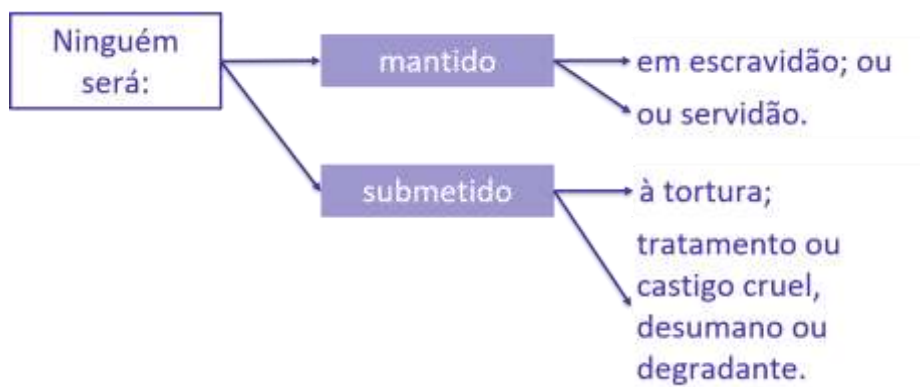 Ninguém
será:
mantido
em escravidão; ou
ou servidão.
submetido
à tortura;
tratamento ou
castigo cruel,
desumano ou
degradante.